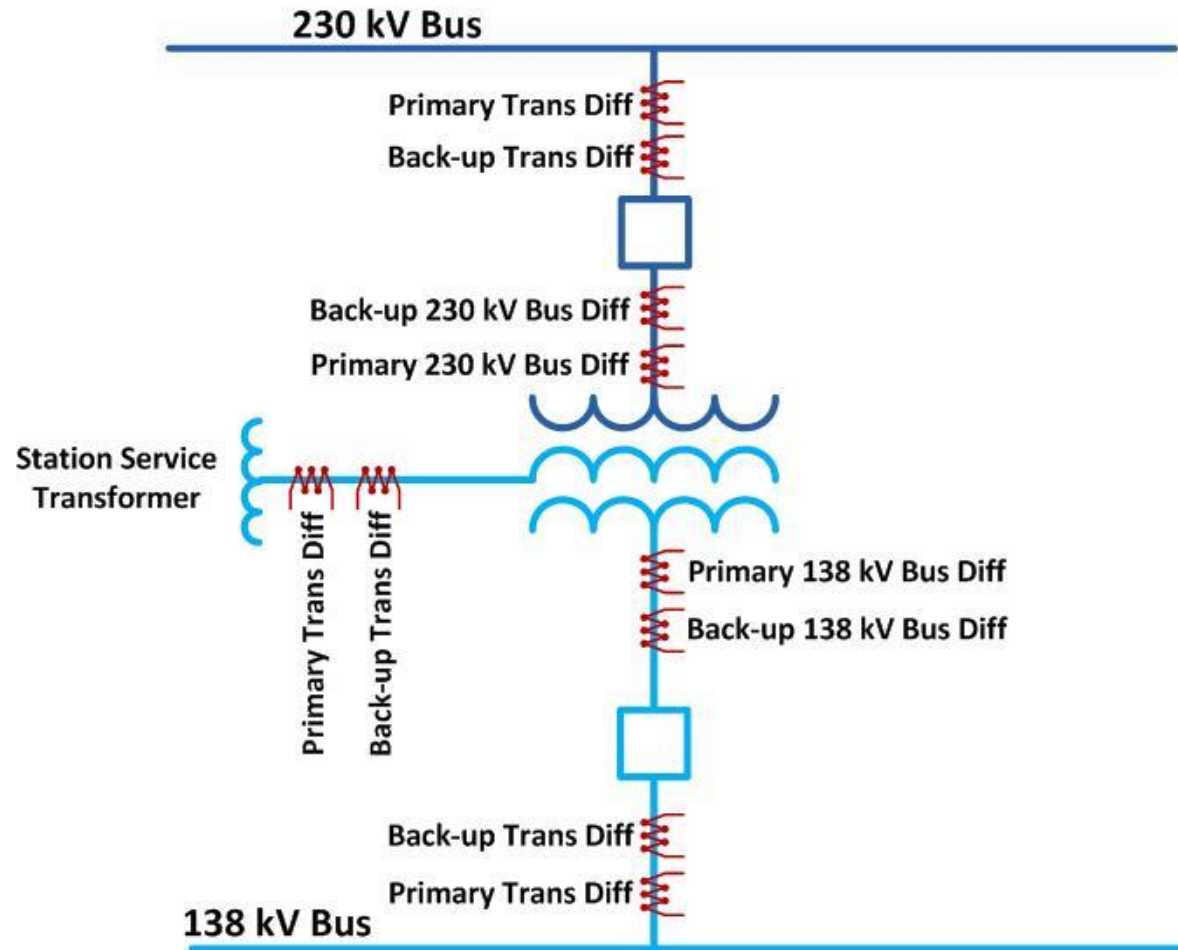 230 kV Bus
Primary Trans Diff
Back-up Trans Diff
Back-up 230 kV Bus Diff
Primary 230 kV Bus Diff
Station Service
Transformer
Primary Trans Diff
Back-up Trans Diff
Primary 138 kV Bus Diff
Back-up 138 kV Bus Diff
Back-up Trans Diff
Primary Trans Diff
138 kV Bus